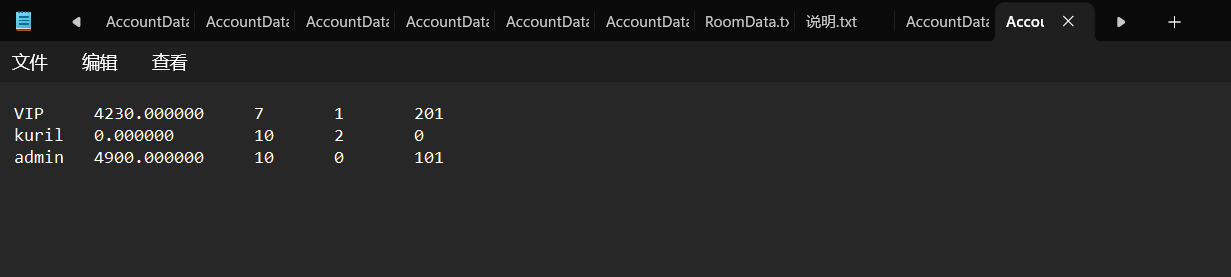 AccountData AccountData AccountData AccountData AccountData AccountData RoomData.tx 说明.txt AccountData Accou
文件 编辑 查看
VIP 4230.000000 7 1 201
kuril 0.000000 10 2 0
admin 4900.000000 10 0 101